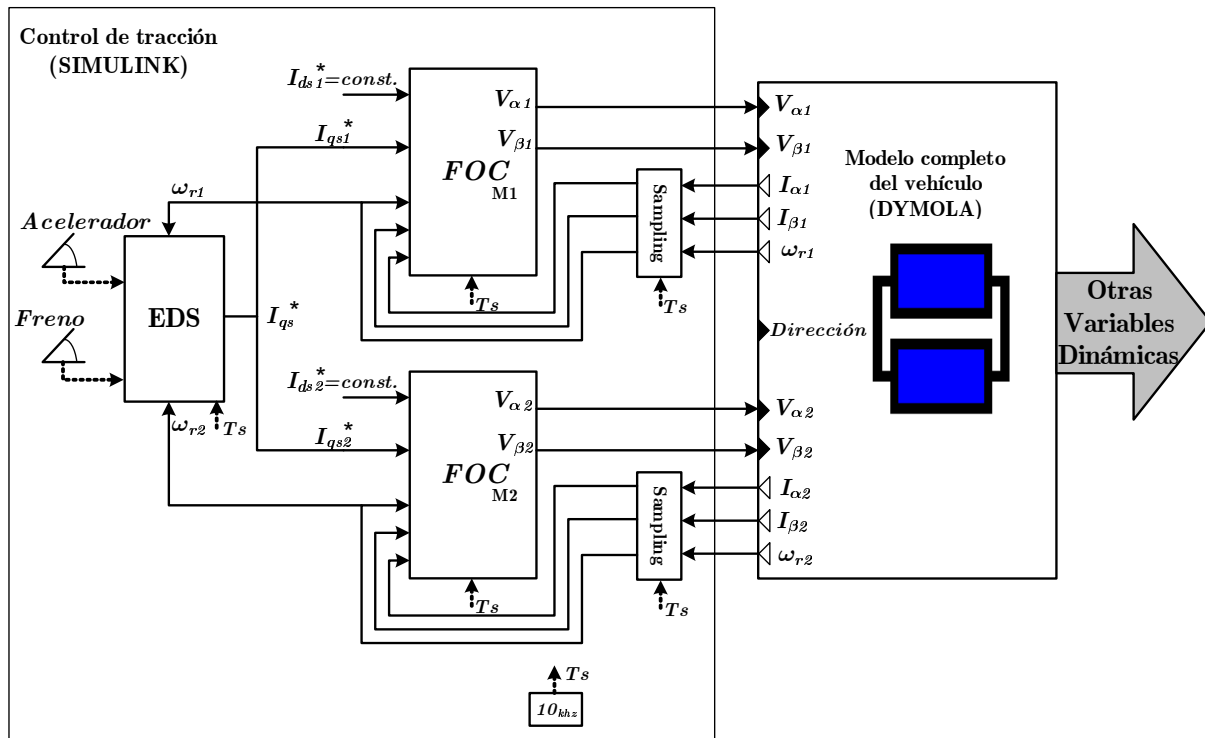 Control de tracción
(SIMULINK)
I_ds1*=const.
I_qs1*
ω_r1
Acelerador
Freno
EDS
I_qs*
ω_r2
Ts
FOC
M1
V_α1
V_β1
Ts
Sampling
Ts
I_ds2*=const.
I_qs2*
FOC
M2
V_α2
V_β2
Ts
Sampling
Ts
Ts
10khz
V_α1
V_β1
I_α1
I_β1
ω_r1
Dirección
V_α2
V_β2
I_α2
I_β2
ω_r2
Modelo completo
del vehículo
(DYMOLA)
Otras
Variables
Dinámicas